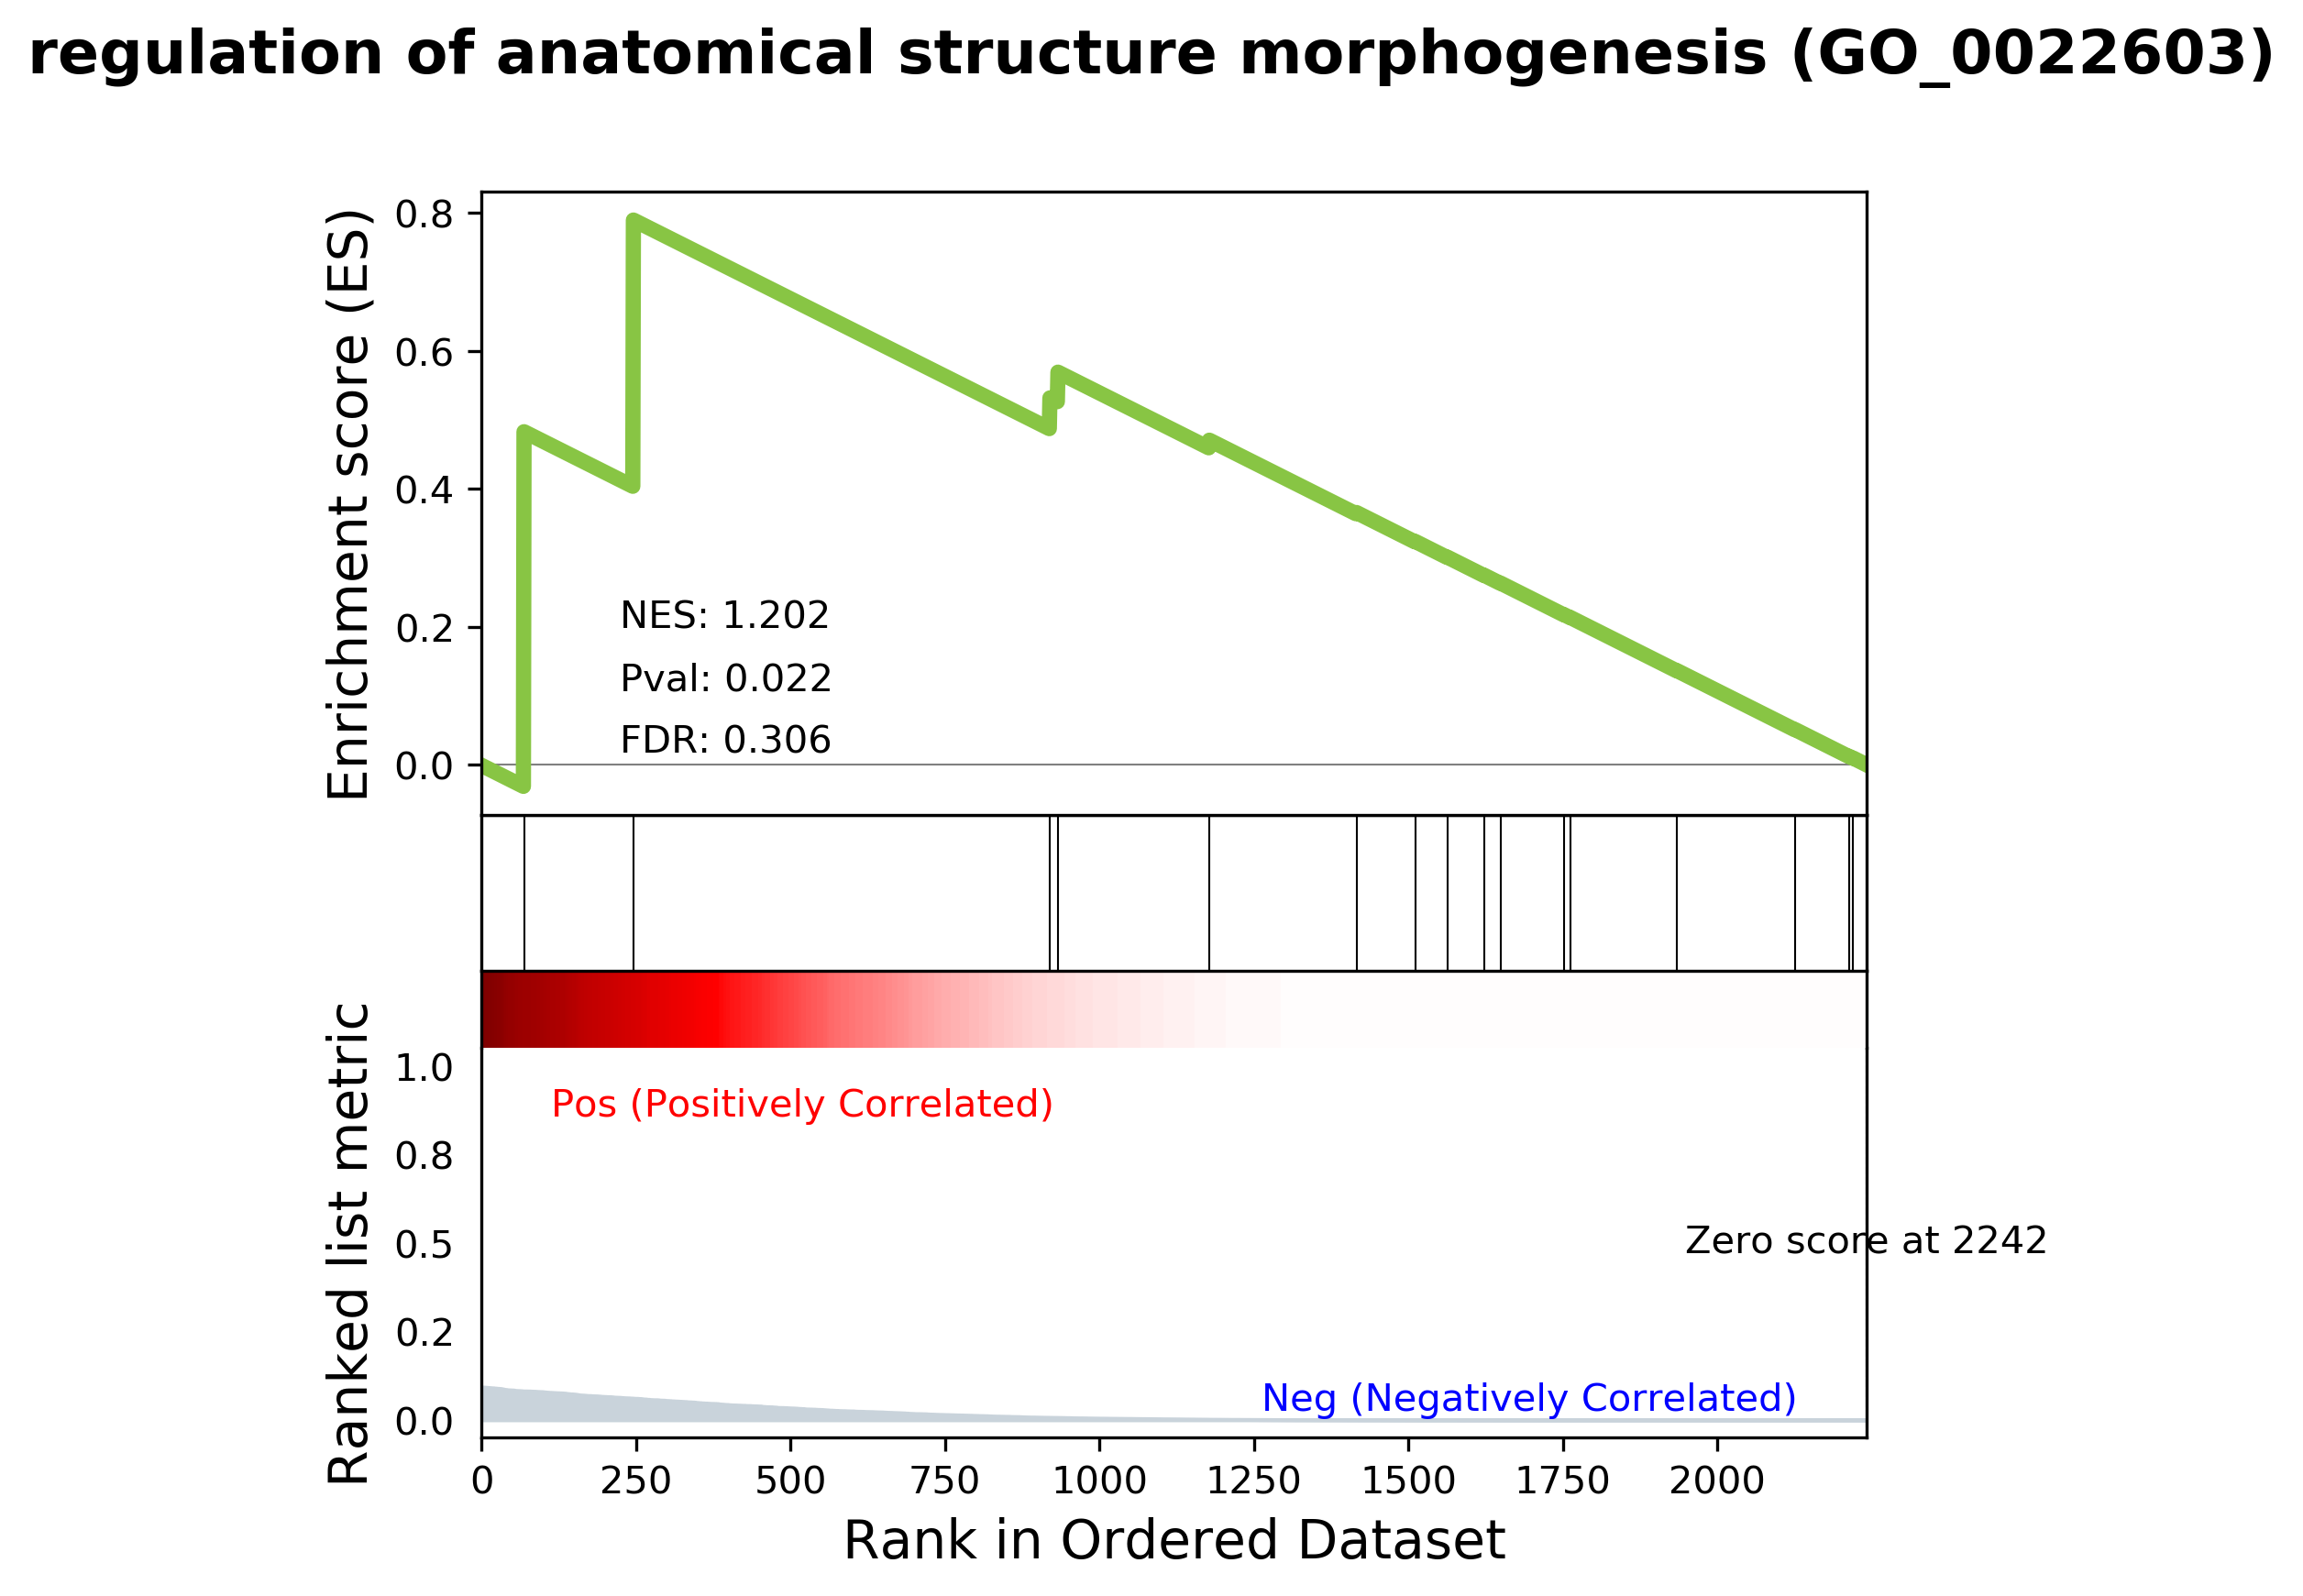 regulation of anatomical structure morphogenesis (GO_0022603)
Enrichment score (ES)
0.8
0.6
0.4
0.2
0.0
NES: 1.202
Pval: 0.022
FDR: 0.306
Ranked list metric
1.0
0.8
0.5
0.2
0.0
Pos (Positively Correlated)
Zero score at 2242
Neg (Negatively Correlated)
0 250 500 750 1000 1250 1500 1750 2000
Rank in Ordered Dataset